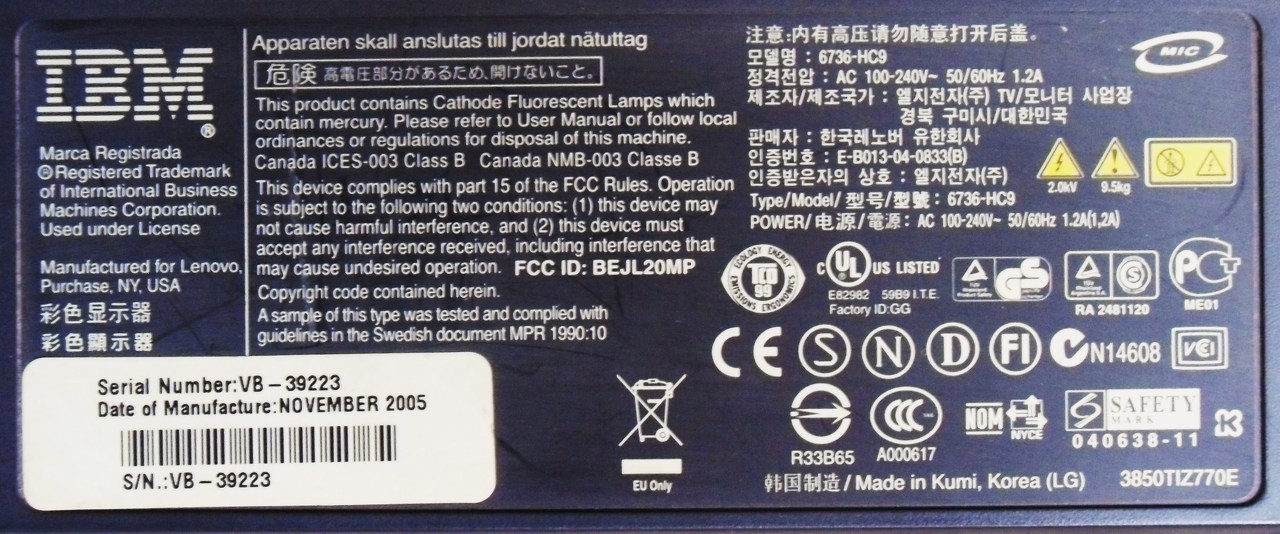 IBM
®
Marca Registrada
® Registered Trademark
of International Business
Machines Corporation.
Used under License
Manufactured for Lenovo,
Purchase, NY, USA
彩色显示器
彩色顯示器
Apparaten skall anslutas till jordat nätuttag
危険 高電圧部分があるため、開けないこと。
This product contains Cathode Fluorescent Lamps which
contain mercury. Please refer to User Manual or follow local
ordinances or regulations for disposal of this machine.
Canada ICES-003 Class B Canada NMB-003 Classe B
This device complies with part 15 of the FCC Rules. Operation
is subject to the following two conditions: (1) this device may
not cause harmful interference, and (2) this device must
accept any interference received, including interference that
may cause undesired operation. FCC ID: BEJL20MP
Copyright code contained herein.
A sample of this type was tested and complied with
guidelines in the Swedish document MPR 1990:10
Serial Number:VB-39223
Date of Manufacture:NOVEMBER 2005
S/N.:VB-39223
注意:内有高压请勿随意打开后盖。
모델명 : 6736-HC9
정격전압 : AC 100-240V~ 50/60Hz 1.2A
제조자/제조국가 : 엘지전자(주) TV/모니터 사업장
경북 구미시/대한민국
판매자 : 한국레노버 유한회사
인증번호 : E-B013-04-0833(B)
인증받은자의 상호 : 엘지전자(주)
Type/Model/ 型号/型號 : 6736-HC9
POWER/ 电源/電源: AC 100-240V~ 50/60Hz 1.2A(1,2A)
MIC
2.0kV
9.5kg
ECOLOGY ENERGY
TCO
99
EMISSIONS ERGONOMICS
C UL US LISTED
E82982 59B9 I.T.E.
Factory ID:GG
TÜV GS
TÜV S
RA 2481120
PCT
ME01
CE S N D FI N14608 VCI
EU Only
R33B65
CCC
A000617
NOM
NYCE
S SAFETY
MARK
040638-11
K
韩国制造/ Made in Kumi, Korea (LG)
3850TIZ770E